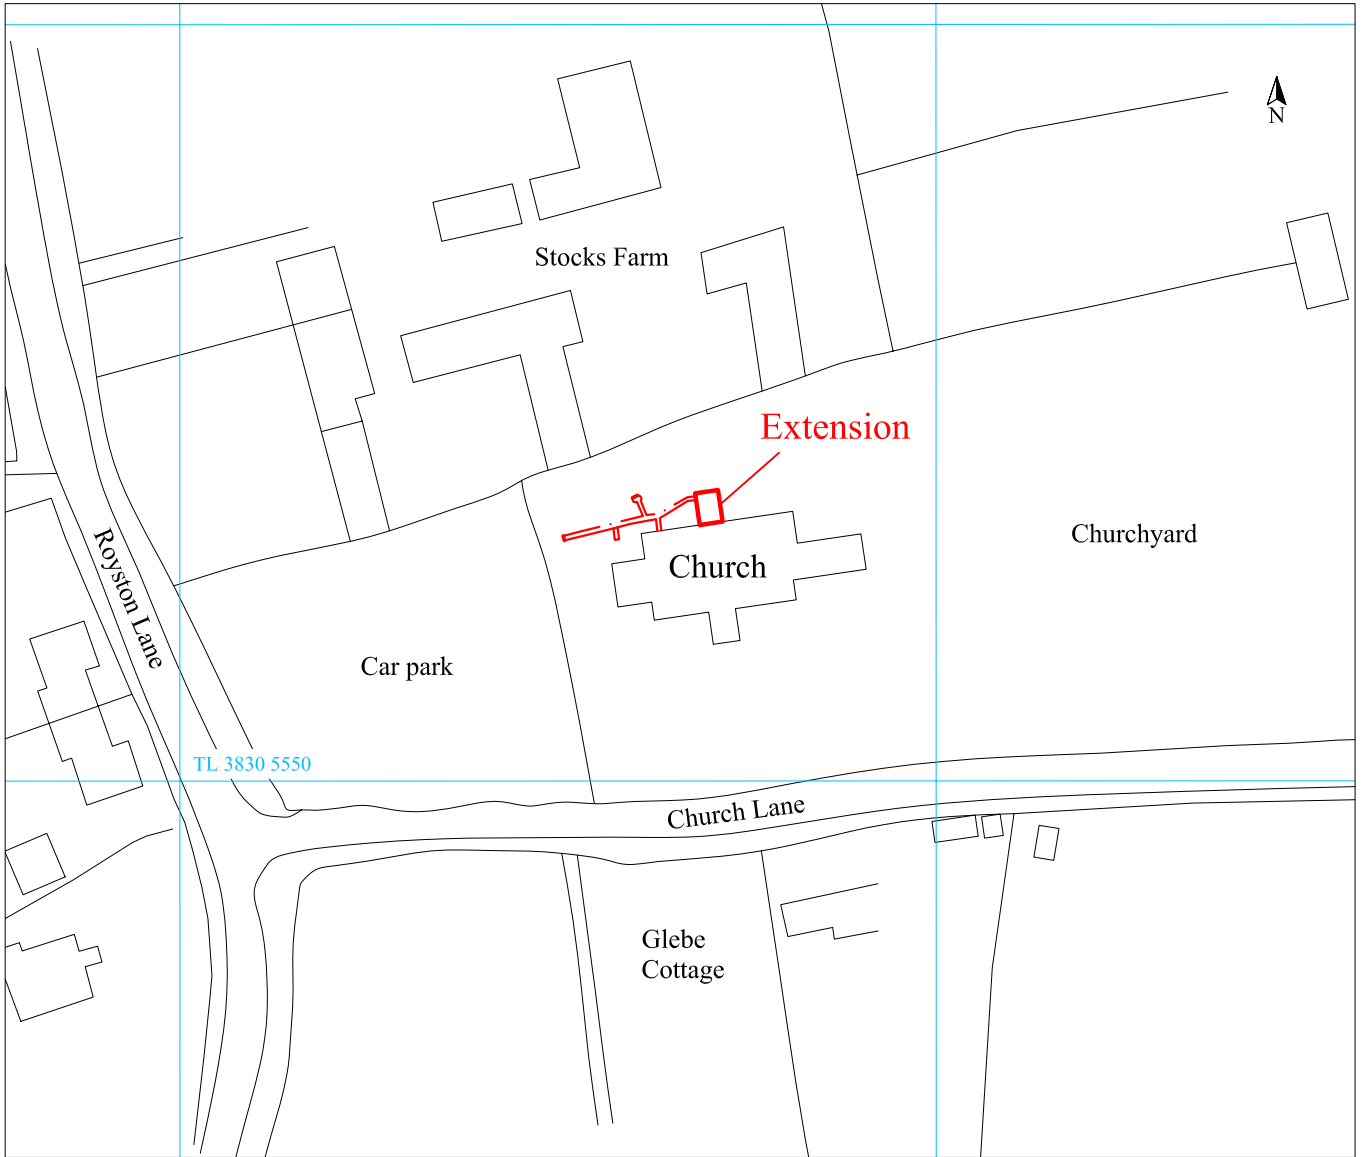 N
Stocks Farm
Extension
Royston Lane
Church
Churchyard
Car park
TL 3830 5550
Church Lane
Glebe
Cottage